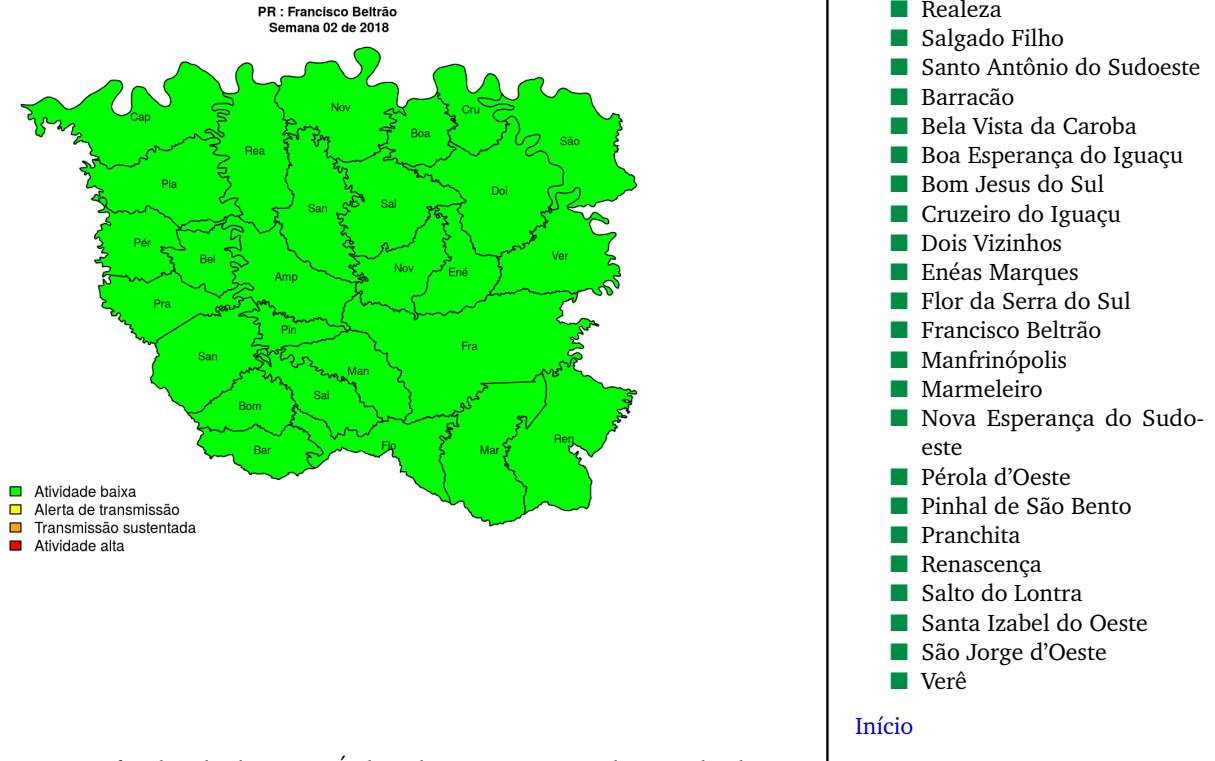 PR : Francisco Beltrão
Semana 02 de 2018
Cap
Nov
Cru
Boa
São
Rea
Pla
Doi
San
Sal
Pér
Bel
Ver
Nov
Ené
Amp
Pra
Pin
Fra
San
Man
Sal
Bom
Bar
Flo
Mar
Ren
Atividade baixa
Alerta de transmissão
Transmissão sustentada
Atividade alta
Realeza
Salgado Filho
Santo Antônio do Sudoeste
Barracão
Bela Vista da Caroba
Boa Esperança do Iguaçu
Bom Jesus do Sul
Cruzeiro do Iguaçu
Dois Vizinhos
Enéas Marques
Flor da Serra do Sul
Francisco Beltrão
Manfrinópolis
Marmeleiro
Nova Esperança do Sudo-
este
Pérola d’Oeste
Pinhal de São Bento
Pranchita
Renascença
Salto do Lontra
Santa Izabel do Oeste
São Jorge d’Oeste
Verê
Início